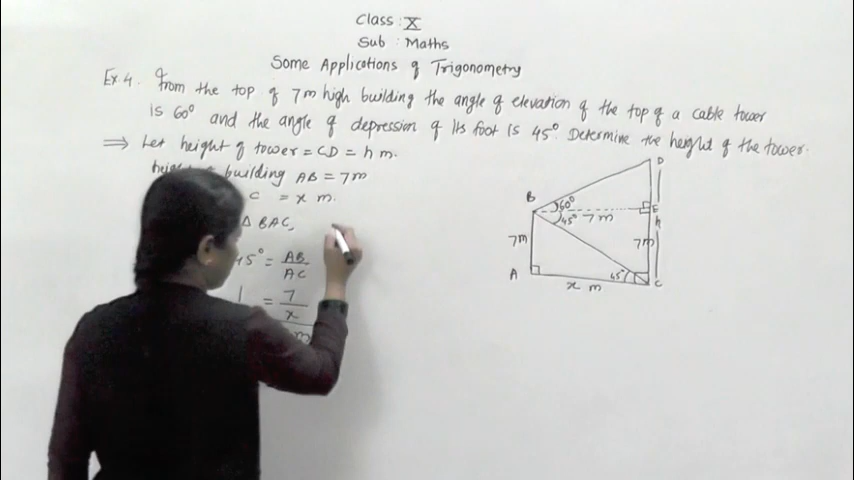 Class : X
Sub : Maths
Some Applications of Trigonometry
Ex.4. From the top of 7m high building the angle of elevation of the top of a cable tower
is 60° and the angle of depression of its foot is 45°. Determine the height of the tower.
⇒ Let height of tower = CD = h m.
building AB = 7m
C = x m.
Δ BAC,
45° = AB/AC
1 = 7/x
m
D
B
60°
45°
7 m
E
h
7m
7m
A
45°
C
x m